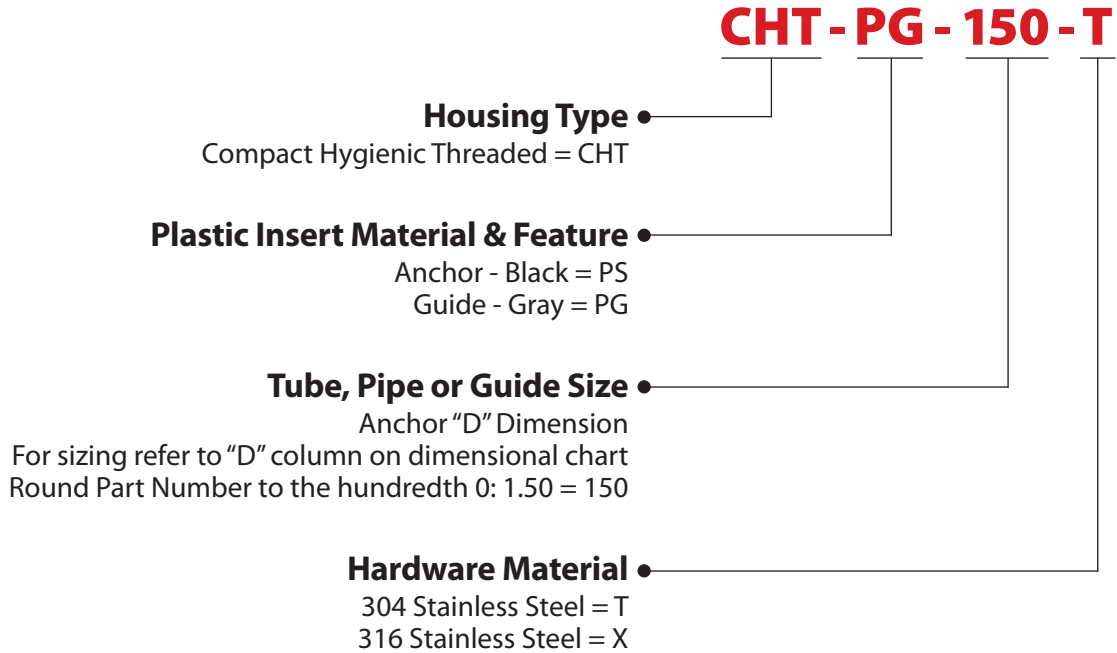 CHT - PG - 150 - T
Housing Type
Compact Hygienic Threaded = CHT
Plastic Insert Material & Feature
Anchor - Black = PS
Guide - Gray = PG
Tube, Pipe or Guide Size
Anchor “D” Dimension
For sizing refer to “D” column on dimensional chart
Round Part Number to the hundredth 0: 1.50 = 150
Hardware Material
304 Stainless Steel = T
316 Stainless Steel = X